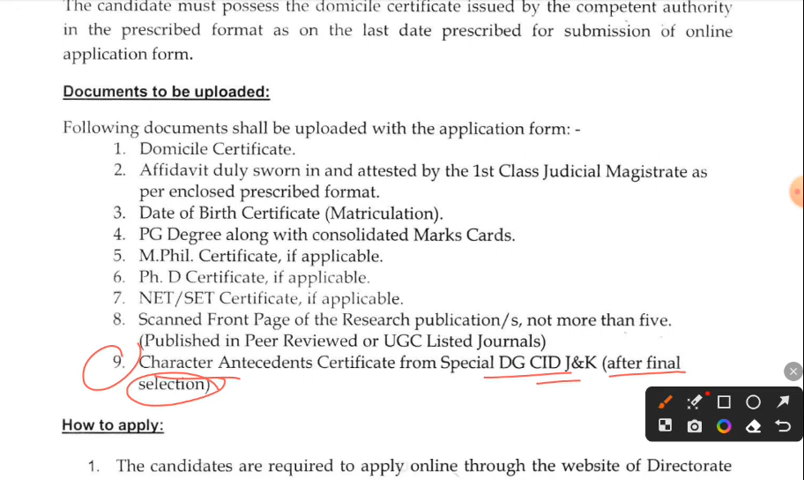 The candidate must possess the domicile certificate issued by the competent authority
in the prescribed format as on the last date prescribed for submission of online
application form.
Documents to be uploaded:
Following documents shall be uploaded with the application form: -
1. Domicile Certificate.
2. Affidavit duly sworn in and attested by the 1st Class Judicial Magistrate as
per enclosed prescribed format.
3. Date of Birth Certificate (Matriculation).
4. PG Degree along with consolidated Marks Cards.
5. M.Phil. Certificate, if applicable.
6. Ph. D Certificate, if applicable.
7. NET/SET Certificate, if applicable.
8. Scanned Front Page of the Research publication/s, not more than five.
(Published in Peer Reviewed or UGC Listed Journals)
9. Character Antecedents Certificate from Special DG CID J&K (after final
selection)
How to apply:
1. The candidates are required to apply online through the website of Directorate